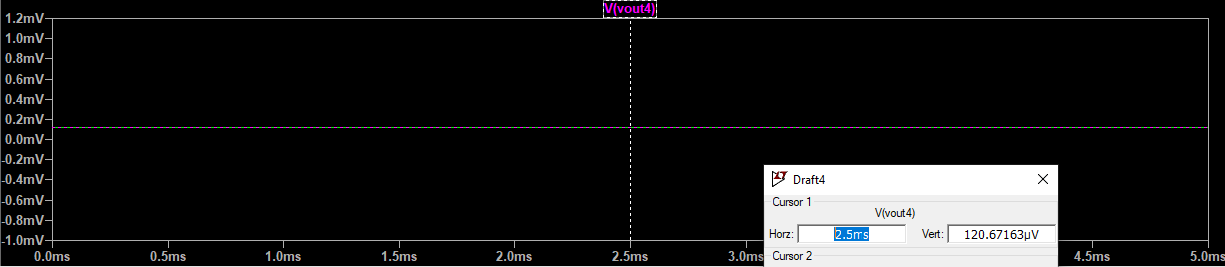 V(vout4)
1.2mV
1.0mV
0.8mV
0.6mV
0.4mV
0.2mV
0.0mV
-0.2mV
-0.4mV
-0.6mV
-0.8mV
-1.0mV
0.0ms 0.5ms 1.0ms 1.5ms 2.0ms 2.5ms 3.0m 4.5ms 5.0ms
Draft4
Cursor 1
V(vout4)
Horz: 2.5ms Vert: 120.67163µV
Cursor 2